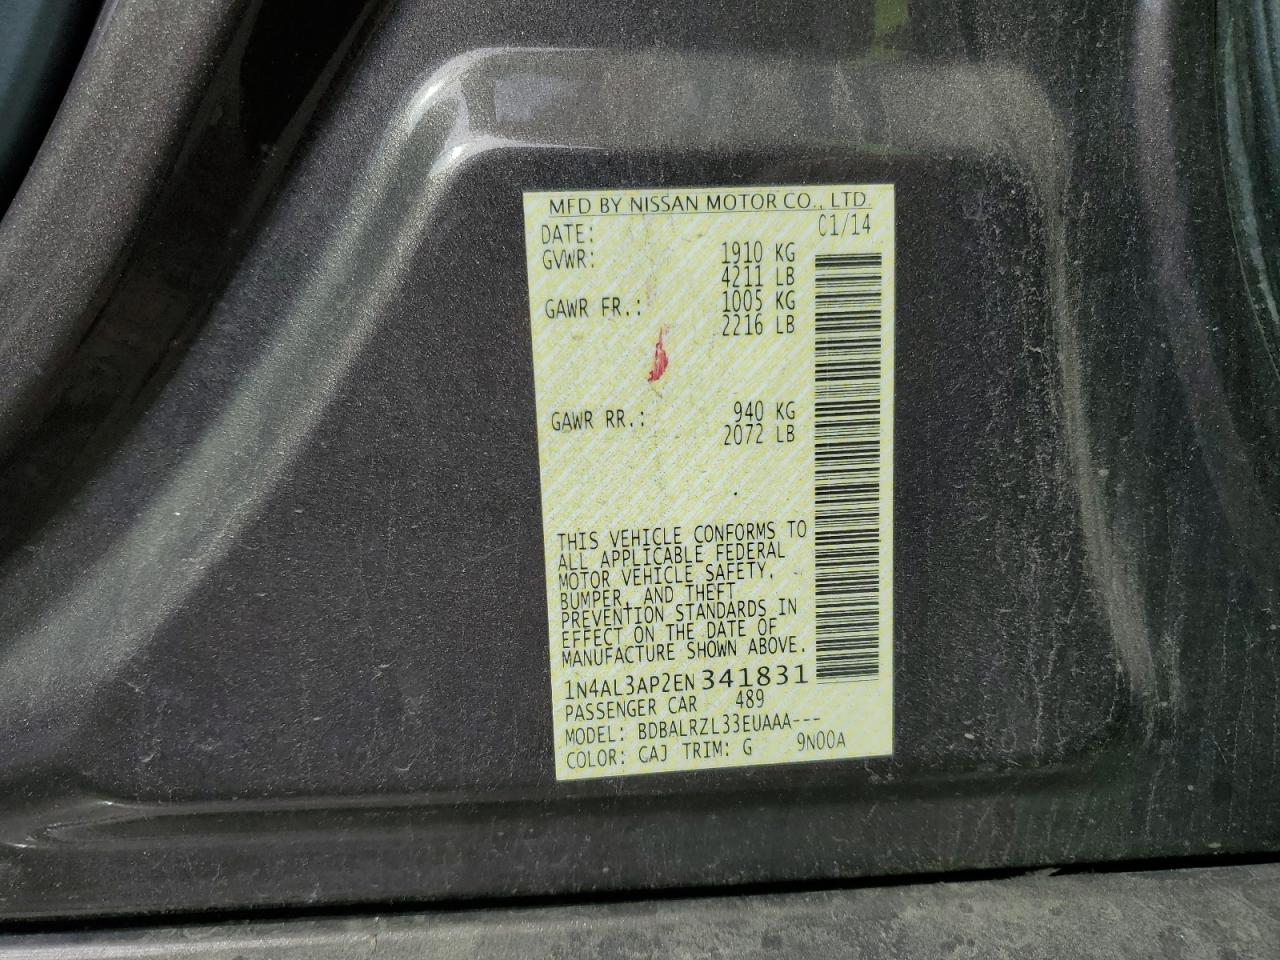 MFD BY NISSAN MOTOR CO., LTD.
DATE: 01/14
GVWR: 1910 KG
4211 LB
GAWR FR.: 1005 KG
2216 LB
GAWR RR.: 940 KG
2072 LB
THIS VEHICLE CONFORMS TO
ALL APPLICABLE FEDERAL
MOTOR VEHICLE SAFETY,
BUMPER, AND THEFT
PREVENTION STANDARDS IN
EFFECT ON THE DATE OF
MANUFACTURE SHOWN ABOVE.
1N4AL3AP2EN341831
PASSENGER CAR 489
MODEL: BDBALRZL33EUAAA---
COLOR: CAJ TRIM: G 9N00A